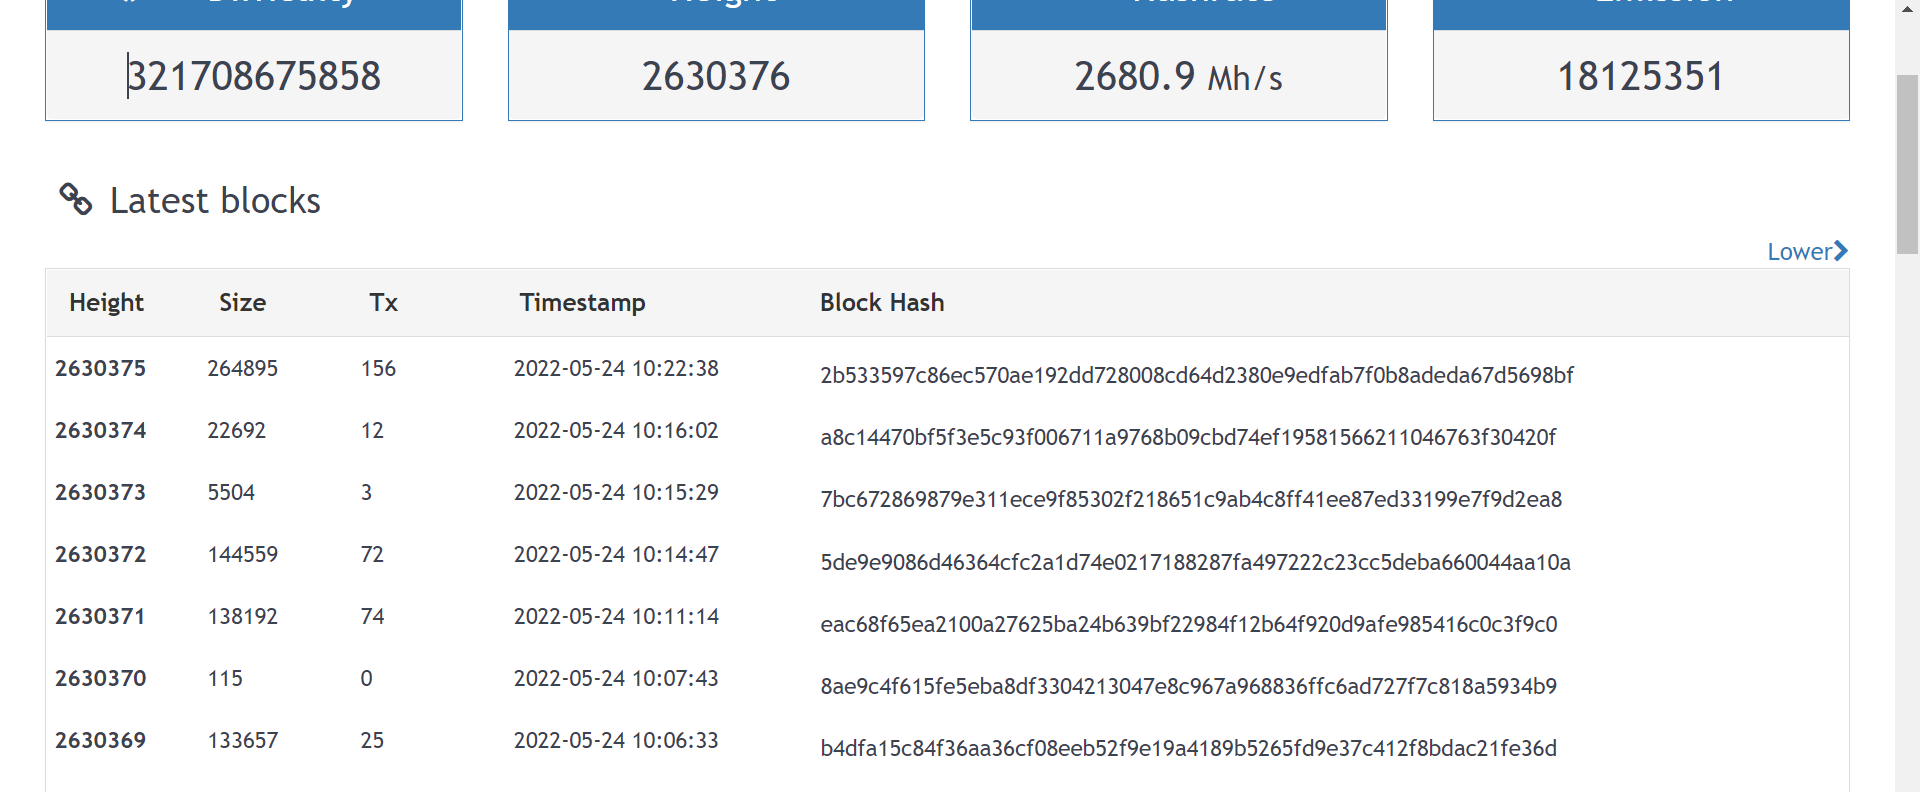 Difficulty Height Hashrate Emission
321708675858 2630376 2680.9 Mh/s 18125351
Latest blocks
Lower
Height Size Tx Timestamp Block Hash
2630375 264895 156 2022-05-24 10:22:38 2b533597c86ec570ae192dd728008cd64d2380e9edfab7f0b8adeda67d5698bf
2630374 22692 12 2022-05-24 10:16:02 a8c14470bf5f3e5c93f006711a9768b09cbd74ef19581566211046763f30420f
2630373 5504 3 2022-05-24 10:15:29 7bc672869879e311ece9f85302f218651c9ab4c8ff41ee87ed33199e7f9d2ea8
2630372 144559 72 2022-05-24 10:14:47 5de9e9086d46364cfc2a1d74e0217188287fa497222c23cc5deba660044aa10a
2630371 138192 74 2022-05-24 10:11:14 eac68f65ea2100a27625ba24b639bf22984f12b64f920d9afe985416c0c3f9c0
2630370 115 0 2022-05-24 10:07:43 8ae9c4f615fe5eba8df3304213047e8c967a968836ffc6ad727f7c818a5934b9
2630369 133657 25 2022-05-24 10:06:33 b4dfa15c84f36aa36cf08eeb52f9e19a4189b5265fd9e37c412f8bdac21fe36d